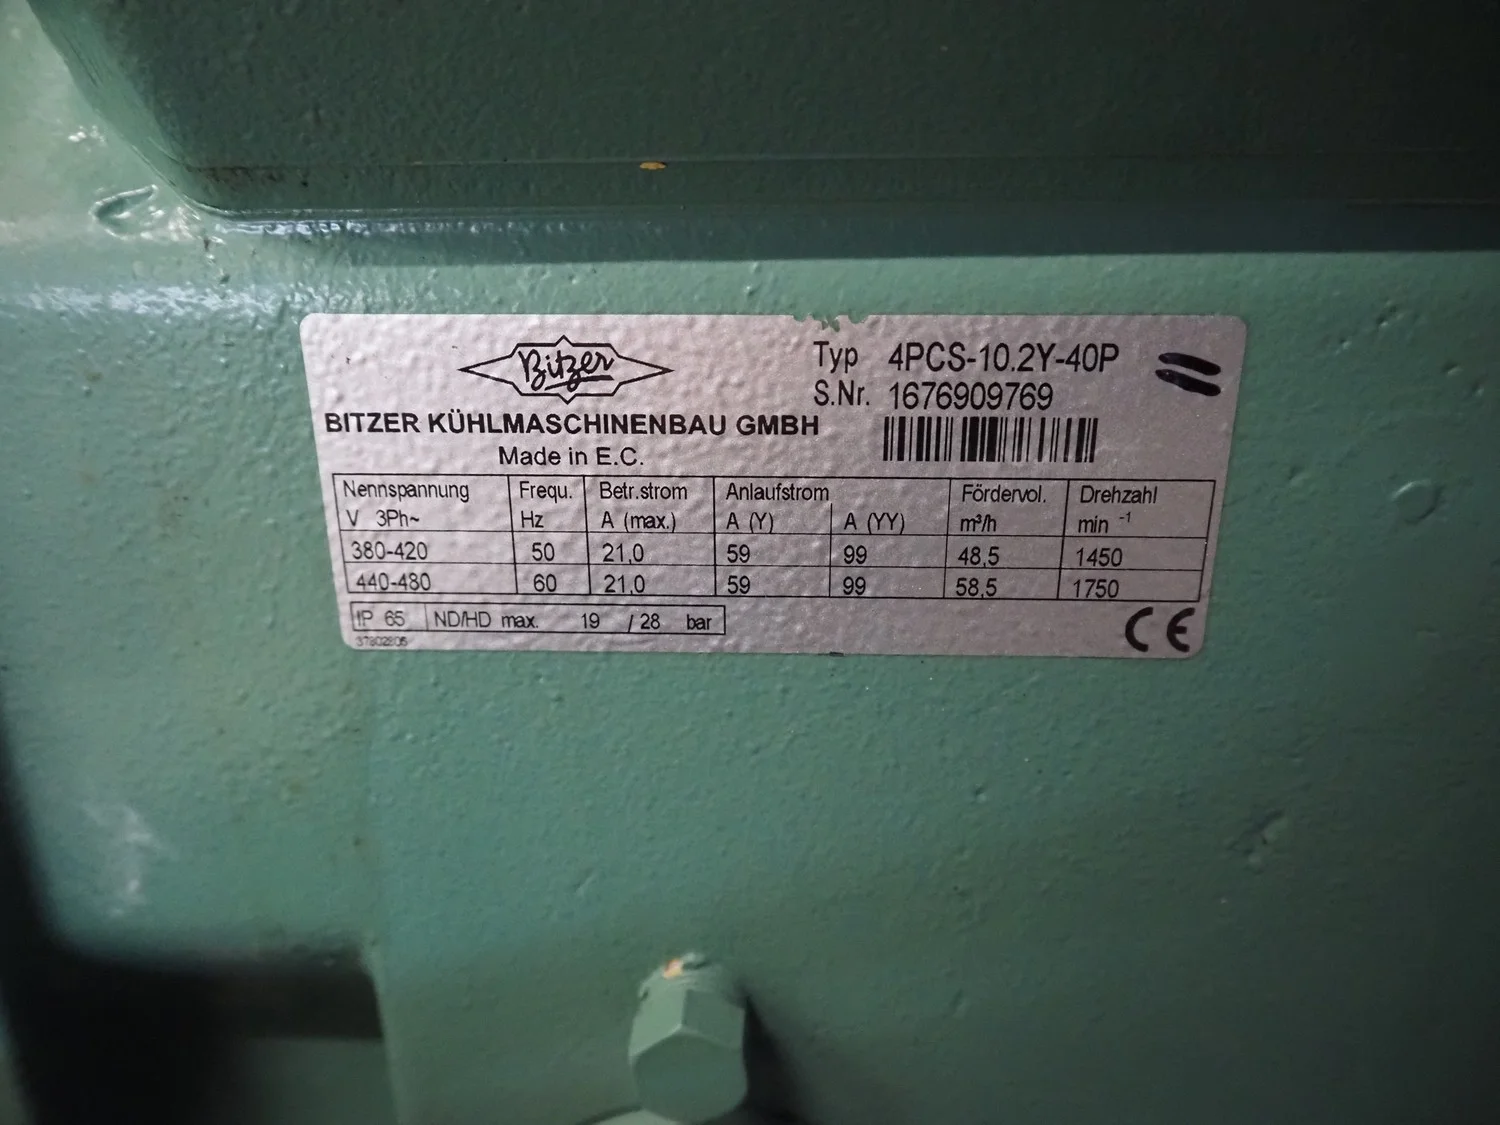 Bitzer
BITZER KÜHLMASCHINENBAU GMBH
Made in E.C.
Typ 4PCS-10.2Y-40P
S.Nr. 1676909769
Nennspannung Frequ. Betr.strom Anlaufstrom Fördervol. Drehzahl
V 3Ph~ Hz A (max.) A (Y) A (YY) m³/h min -1
380-420 50 21,0 59 99 48,5 1450
440-480 60 21,0 59 99 58,5 1750
IP 65 ND/HD max. 19 / 28 bar
37802805
CE